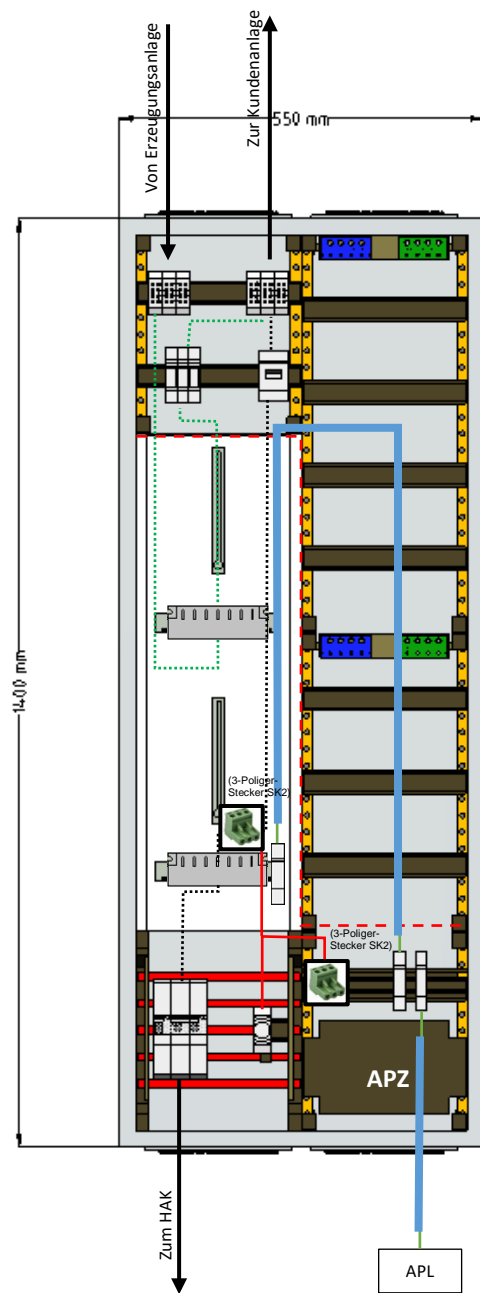 Von Erzeugungsanlage
Zur Kundenanlage
550 mm
1400 mm
(3-Poliger-
Stecker SK2)
(3-Poliger-
Stecker SK2)
APZ
Zum HAK
APL